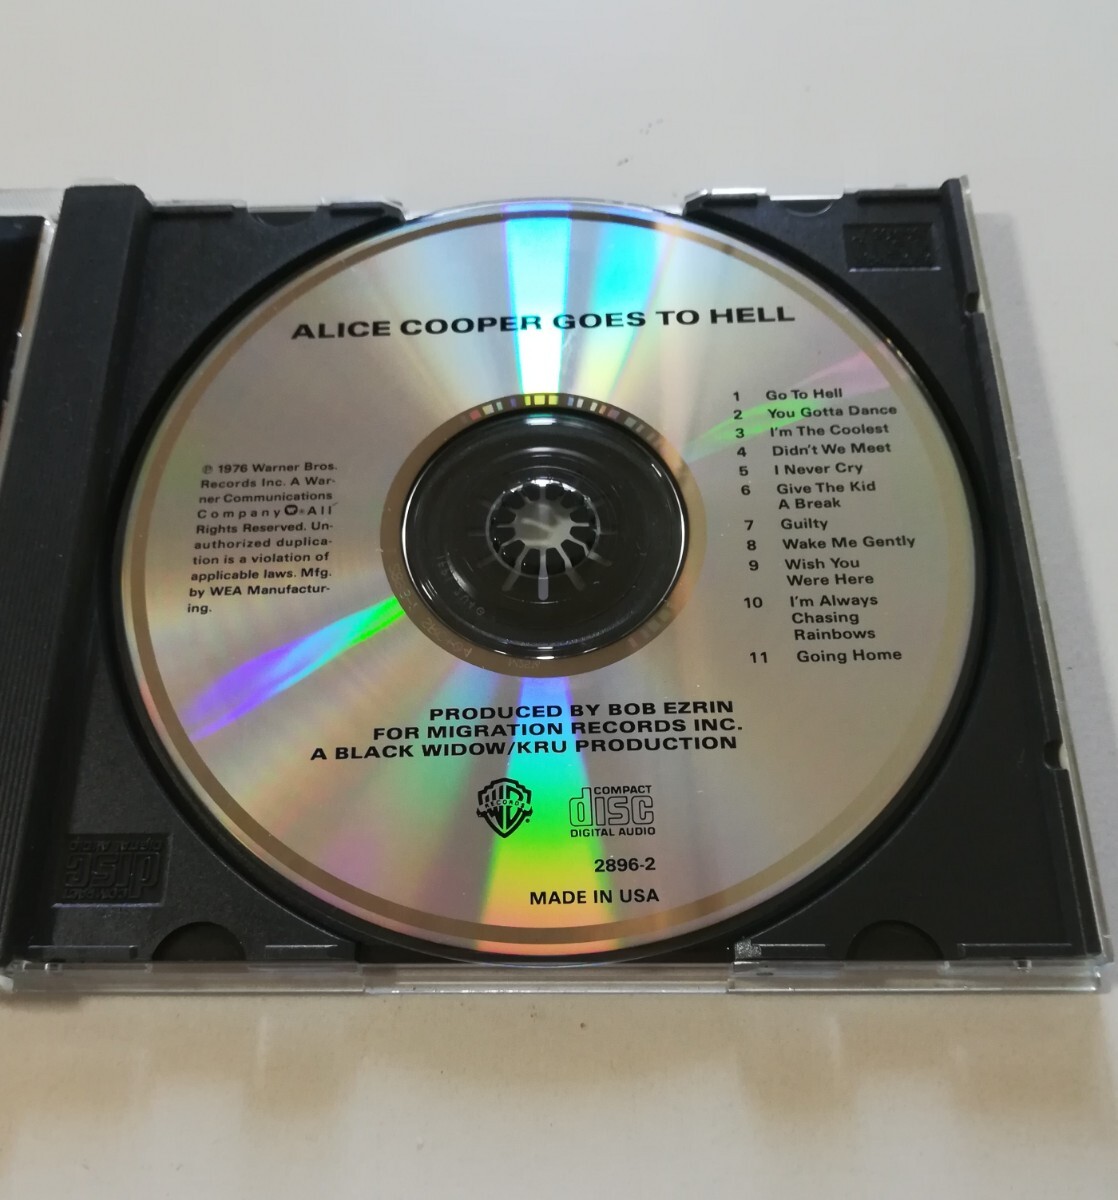 ALICE COOPER GOES TO HELL
℗ 1976 Warner Bros.
Records Inc. A War-
ner Communications
Company ®All
Rights Reserved. Un-
authorized duplica-
tion is a violation of
applicable laws. Mfg.
by WEA Manufactur-
ing.
1 Go To Hell
2 You Gotta Dance
3 I'm The Coolest
4 Didn't We Meet
5 I Never Cry
6 Give The Kid
A Break
7 Guilty
8 Wake Me Gently
9 Wish You
Were Here
10 I'm Always
Chasing
Rainbows
11 Going Home
PRODUCED BY BOB EZRIN
FOR MIGRATION RECORDS INC.
A BLACK WIDOW/KRU PRODUCTION
WB
RECORDS
COMPACT
disc
DIGITAL AUDIO
2896-2
MADE IN USA
disc